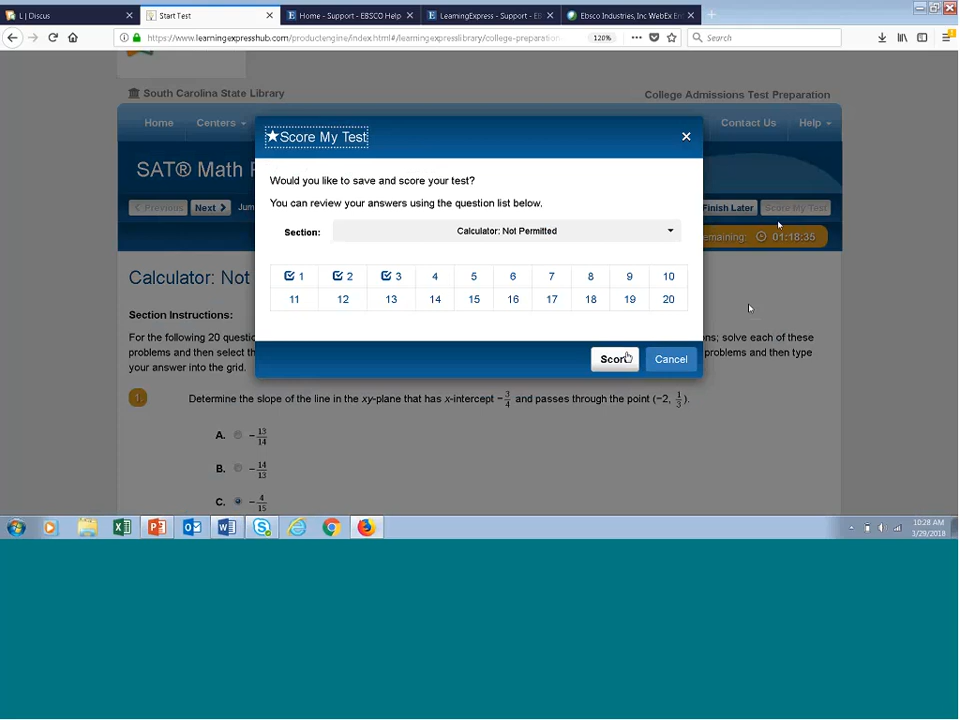 L | Discus
Start Test
Home - Support - EBSCO Help
LearningExpress - Support - EB
Ebsco Industries, Inc WebEx En
https://www.learningexpresshub.com/productengine/index.html#/learningexpresslibrary/college-preparation-
120%
Search
South Carolina State Library
College Admissions Test Preparation
Home
Centers
Contact Us
Help
Score My Test
SAT® Math P
Would you like to save and score your test?
You can review your answers using the question list below.
Previous
Next
Jum
Finish Later
Score My Test
Section:
Calculator: Not Permitted
emaining: 01:18:35
Calculator: Not
1 2 3 4 5 6 7 8 9 10
11 12 13 14 15 16 17 18 19 20
Section Instructions:
For the following 20 questio
ns; solve each of these
problems and then select th
problems and then type
your answer into the grid.
Score
Cancel
1. Determine the slope of the line in the xy-plane that has x-intercept −3/4 and passes through the point (−2, 1/3).
A. −13/14
B. −14/13
C. −4/15
10:28 AM
3/29/2018